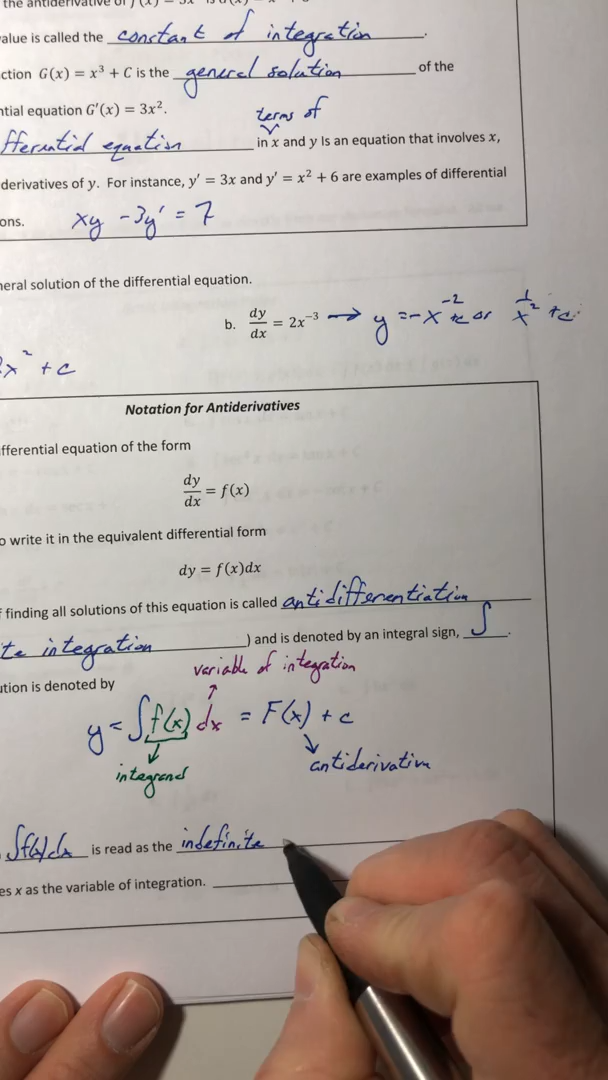 the antiderivative of
alue is called the constant of integration.
ction G(x) = x³ + C is the general solution of the
ntial equation G′(x) = 3x².
terms of
fferential equation in x and y Is an equation that involves x,
derivatives of y. For instance, y′ = 3x and y′ = x² + 6 are examples of differential
ons. xy - 3y′ = 7
neral solution of the differential equation.
b. dy/dx = 2x⁻³ → y = -x⁻² + c or
x² + c
Notation for Antiderivatives
fferential equation of the form
dy/dx = f(x)
o write it in the equivalent differential form
dy = f(x)dx
f finding all solutions of this equation is called antidifferentiation
te integration ) and is denoted by an integral sign, ∫.
variable of integration
ution is denoted by
y = ∫f(x) dx = F(x) + c
integrand
antiderivative
∫f(x)dx is read as the indefinite
es x as the variable of integration.